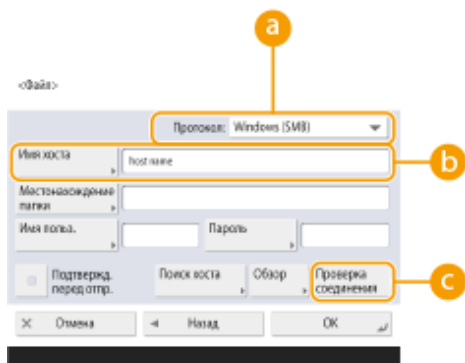 a
<Файл>
Протокол: Windows (SMB)
Имя хоста
host name
b
Местонахождение
папки
Имя польз.
Пароль
Подтвержд.
перед отпр.
Поиск хоста
Обзор
Проверка
соединения
c
Отмена
Назад
OK